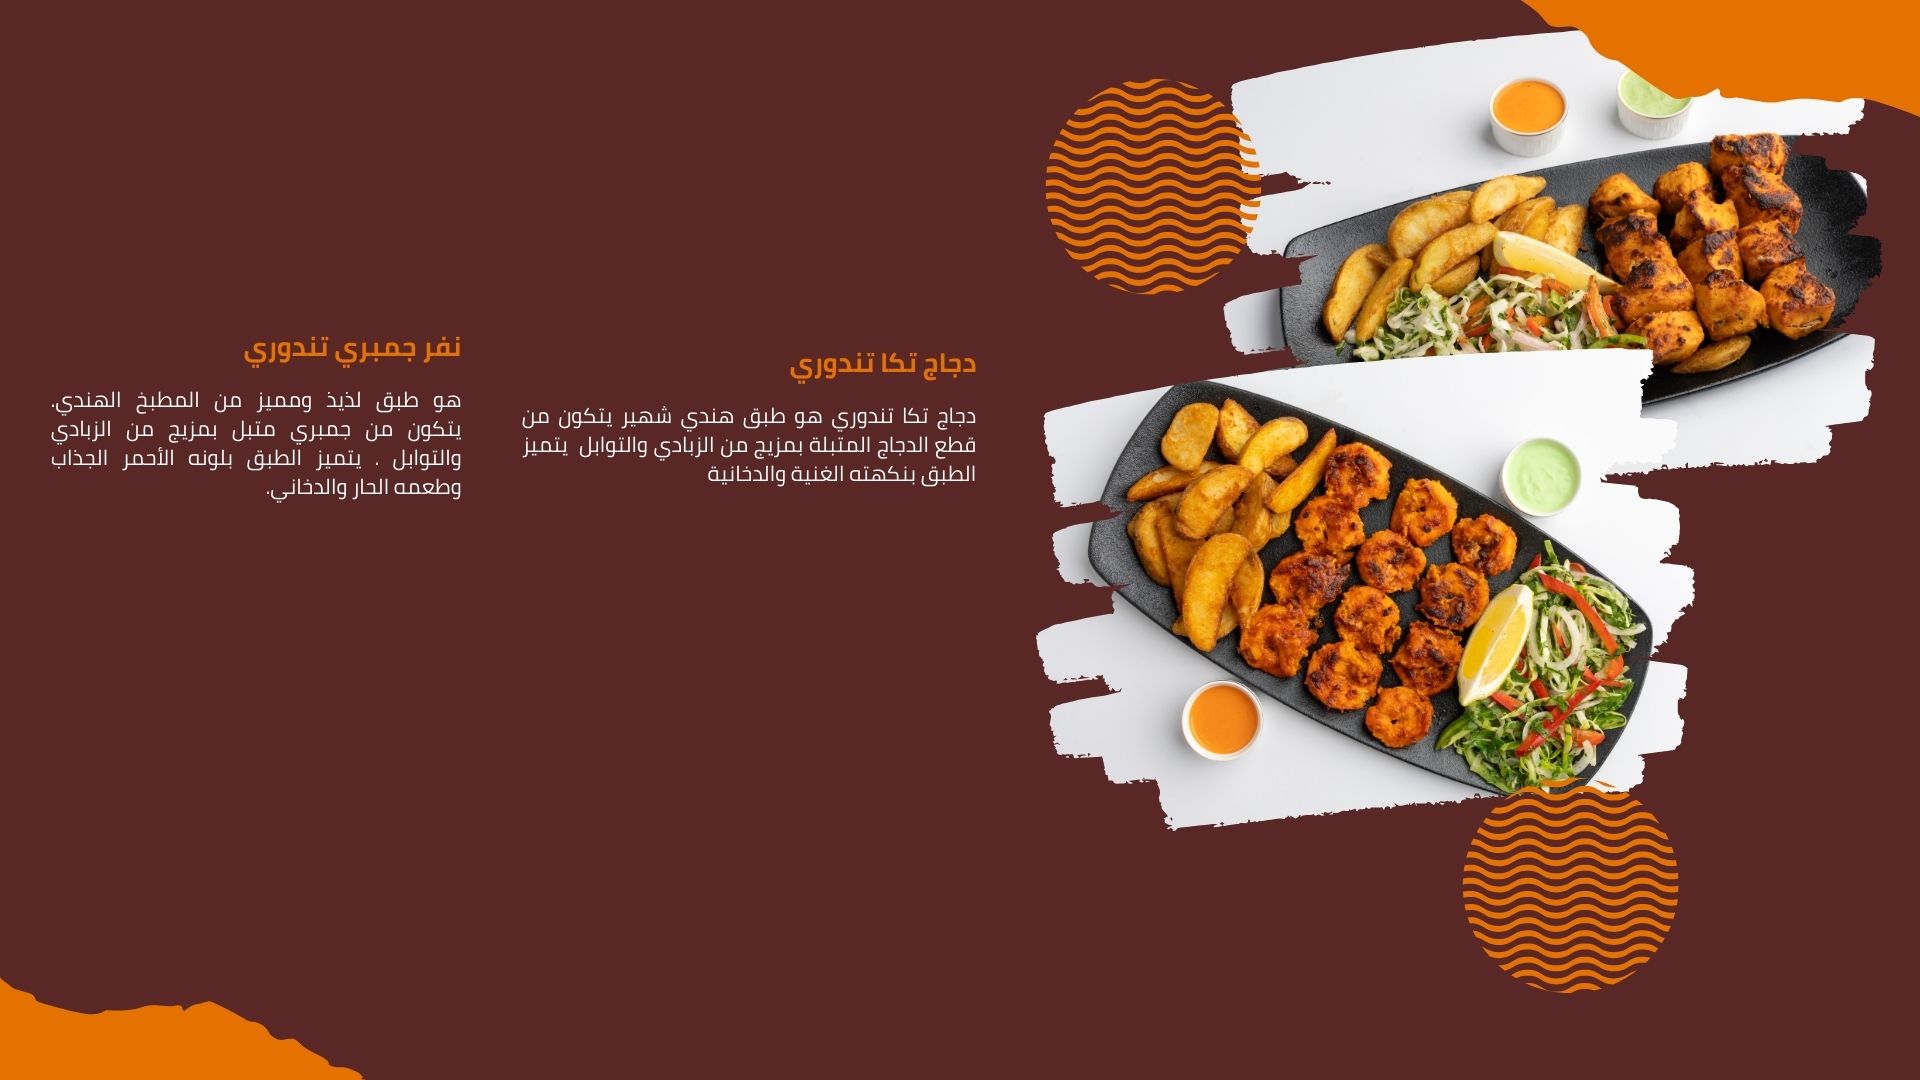 دجاج تكا تندوري
دجاج تكا تندوري هو طبق هندي شهير يتكون من
قطع الدجاج المتبلة بمزيج من الزبادي والتوابل  يتميز
الطبق بنكهته الغنية والدخانية
نفر جمبري تندوري
هو طبق لذيذ ومميز من المطبخ الهندي.
يتكون من جمبري متبل بمزيج من الزبادي
والتوابل . يتميز الطبق بلونه الأحمر الجذاب
وطعمه الحار والدخاني.